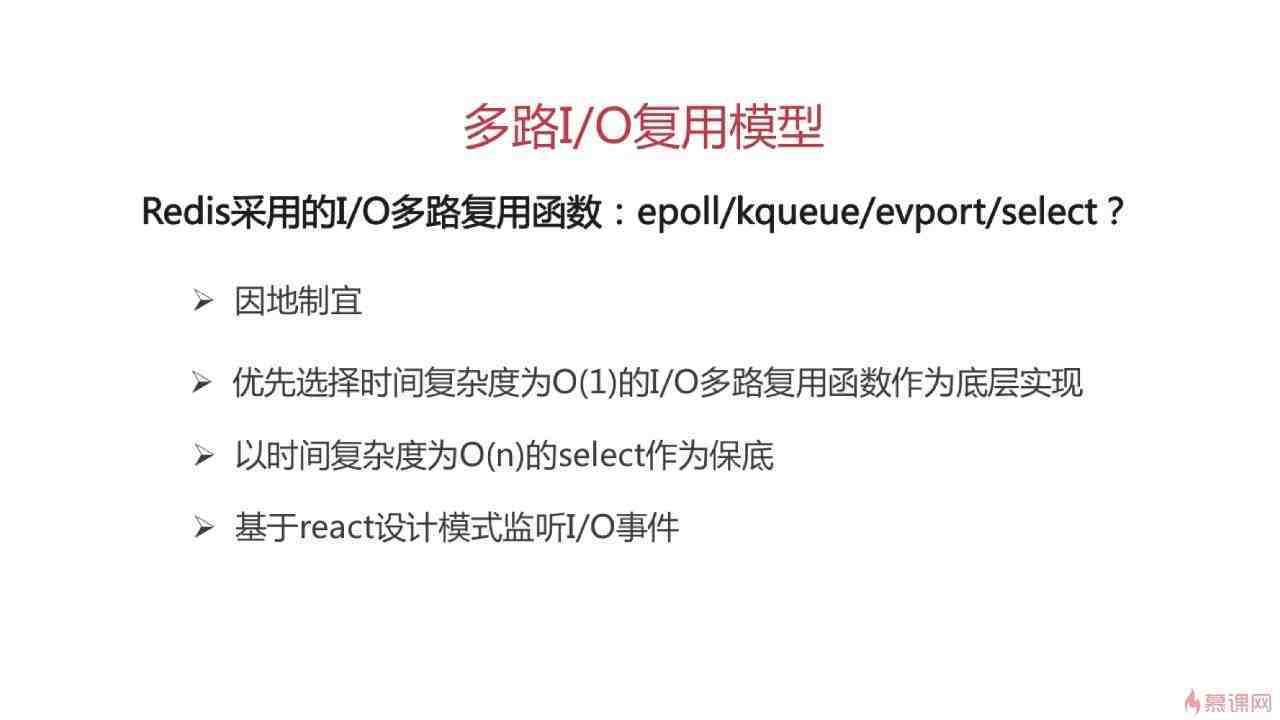 多路I/O复用模型
Redis采用的I/O多路复用函数：epoll/kqueue/evport/select？
➢ 因地制宜
➢ 优先选择时间复杂度为O(1)的I/O多路复用函数作为底层实现
➢ 以时间复杂度为O(n)的select作为保底
➢ 基于react设计模式监听I/O事件
慕课网